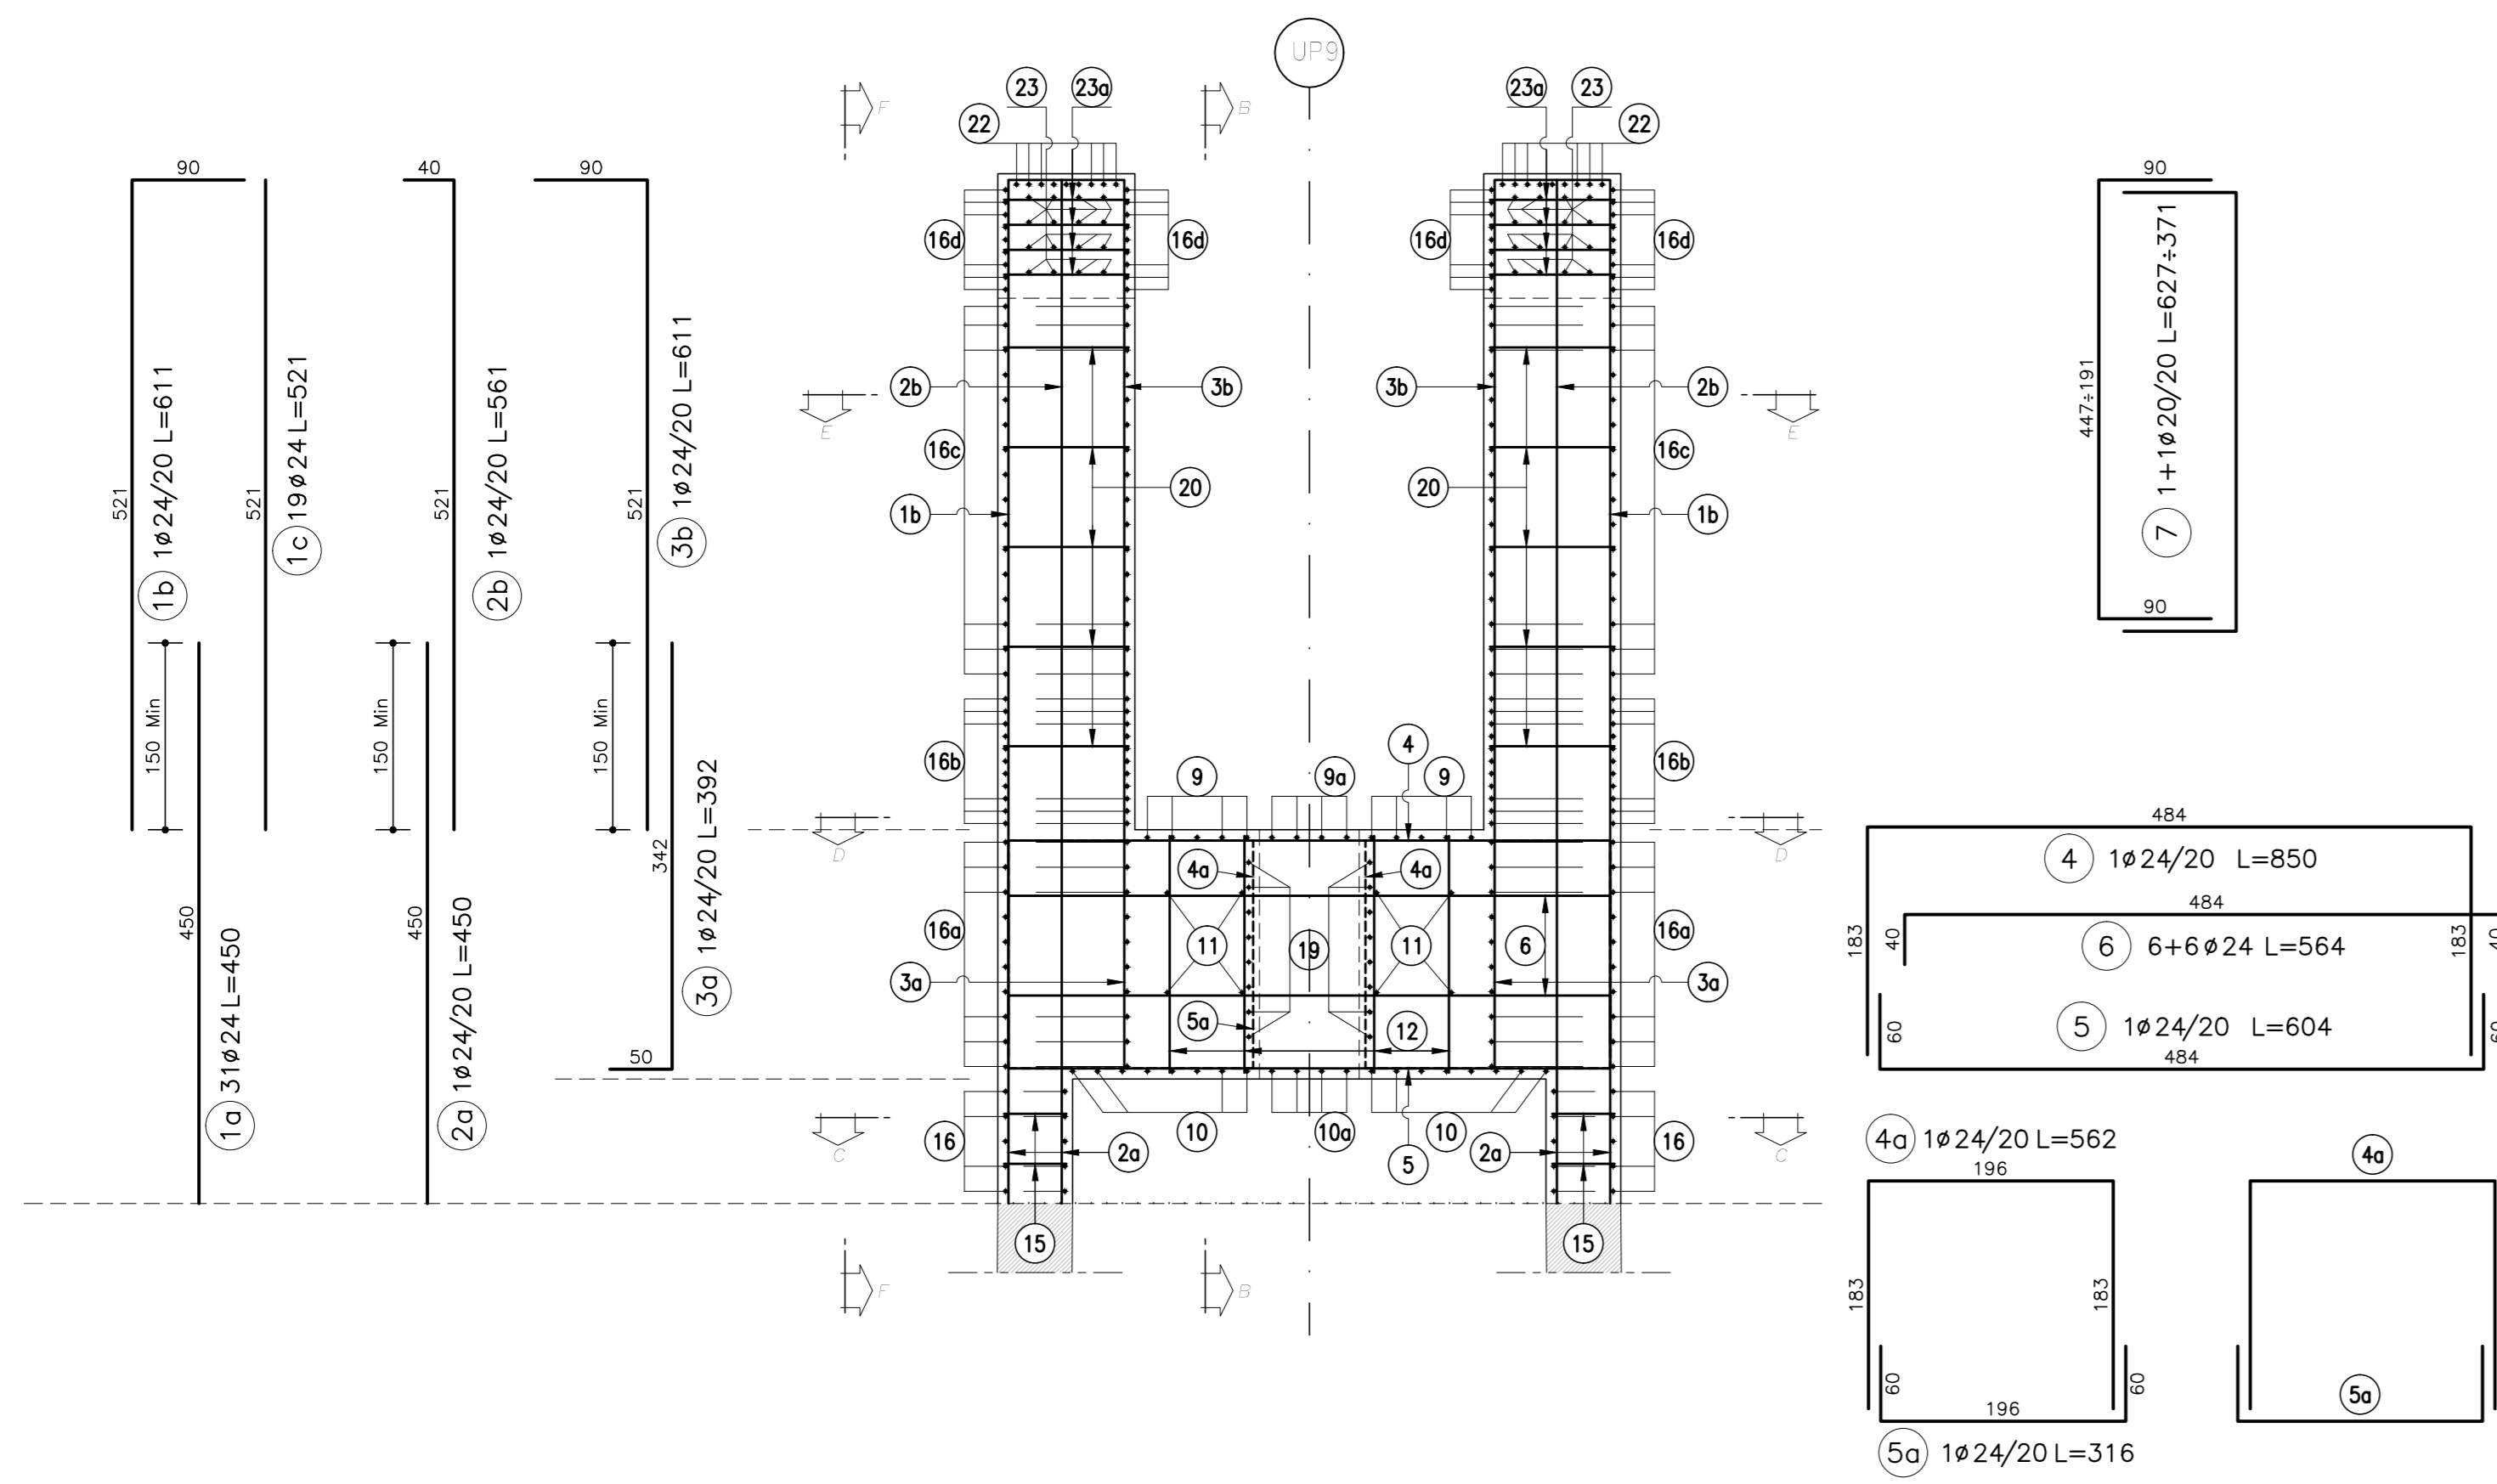 UP9
23
23a
23a
23
22
22
F
B
90
40
90
90
16d
16d
16d
16d
521
1b 1ø24/20 L=611
521
1c 19ø24 L=521
521
2b 1ø24/20 L=561
521
3b 1ø24/20 L=611
447÷191
7 1+1ø20/20 L=627÷371
90
2b
3b
3b
2b
E
E
16c
16c
20
20
1b
1b
150 Min
150 Min
150 Min
450
1a 31ø24 L=450
450
2a 1ø24/20 L=450
342
3a 1ø24/20 L=392
50
16b
16b
4
9
9a
9
D
D
4a
4a
16a
16a
11
19
11
6
3a
3a
5a
12
16
16
10
10a
10
2a
5
2a
C
C
15
15
F
B
484
4 1ø24/20 L=850
484
183
40
6 6+6ø24 L=564
183
40
60
5 1ø24/20 L=604
60
484
4a 1ø24/20 L=562
196
4a
183
183
60
60
196
5a
5a 1ø24/20 L=316